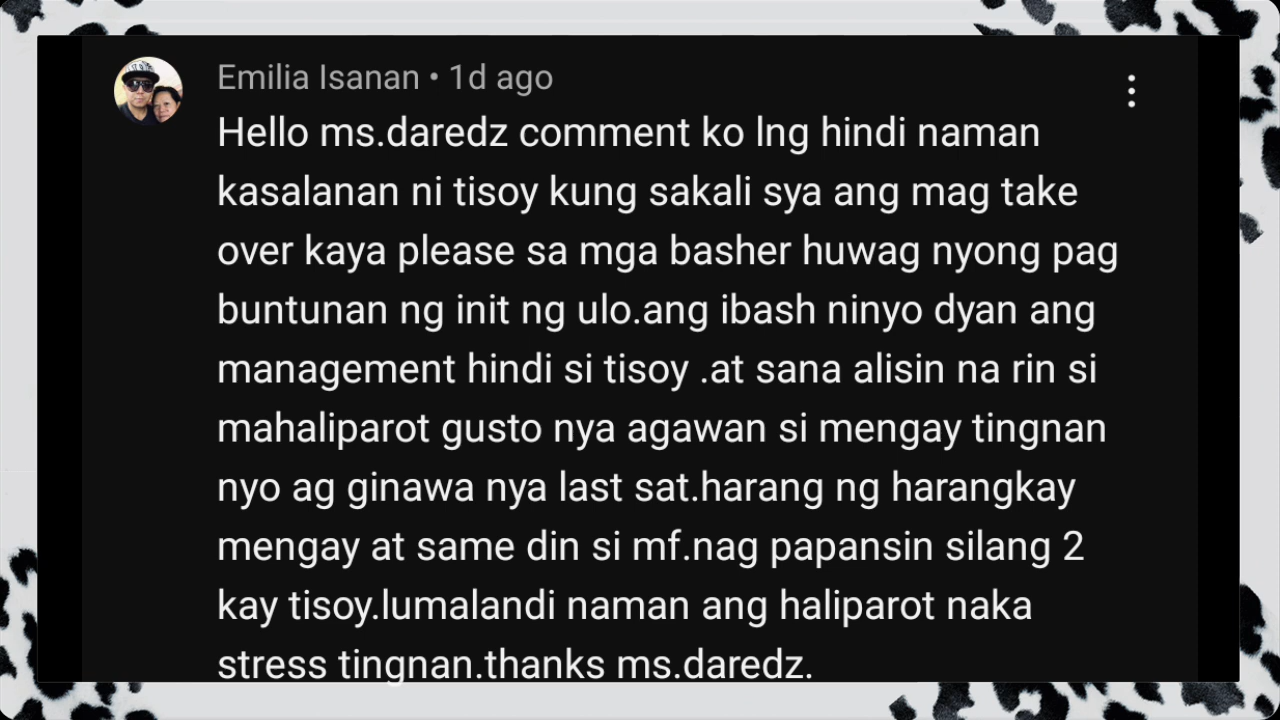 Emilia Isanan • 1d ago
Hello ms.daredz comment ko lng hindi naman
kasalanan ni tisoy kung sakali sya ang mag take
over kaya please sa mga basher huwag nyong pag
buntunan ng init ng ulo.ang ibash ninyo dyan ang
management hindi si tisoy .at sana alisin na rin si
mahaliparot gusto nya agawan si mengay tingnan
nyo ag ginawa nya last sat.harang ng harangkay
mengay at same din si mf.nag papansin silang 2
kay tisoy.lumalandi naman ang haliparot naka
stress tingnan.thanks ms.daredz.